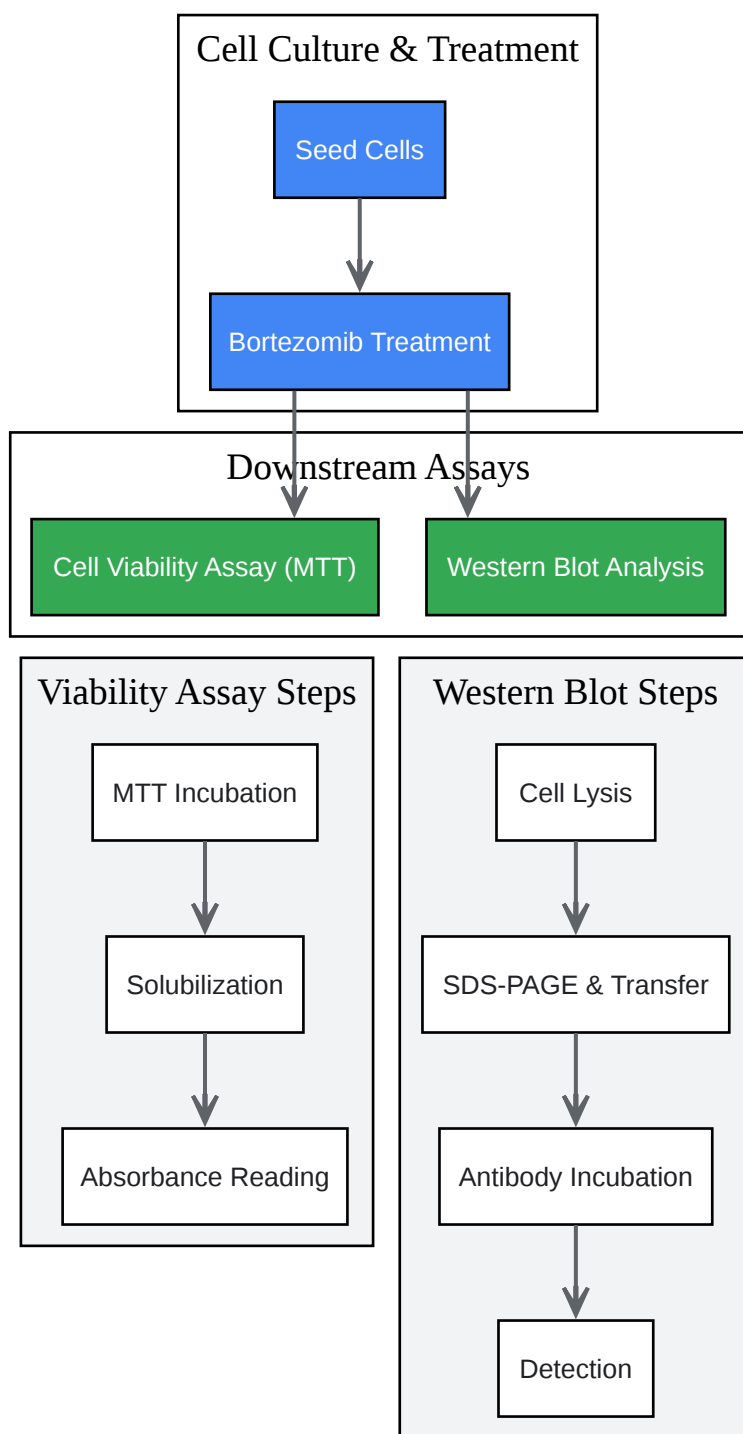 Cell Culture & Treatment
Seed Cells
Bortezomib Treatment
Downstream Assays
Cell Viability Assay (MTT)
Western Blot Analysis
Viability Assay Steps
MTT Incubation
Solubilization
Absorbance Reading
Western Blot Steps
Cell Lysis
SDS-PAGE & Transfer
Antibody Incubation
Detection